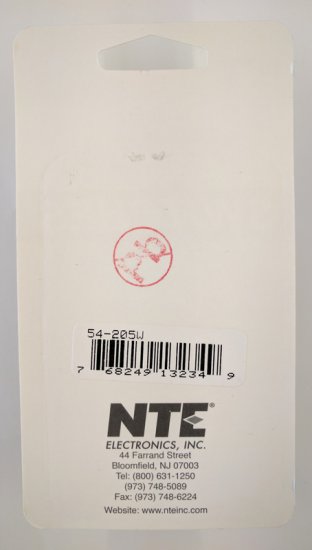 54-205W
7 68249 13234 9
NTE®
ELECTRONICS, INC.
44 Farrand Street
Bloomfield, NJ 07003
Tel: (800) 631-1250
(973) 748-5089
Fax: (973) 748-6224
Website: www.nteinc.com